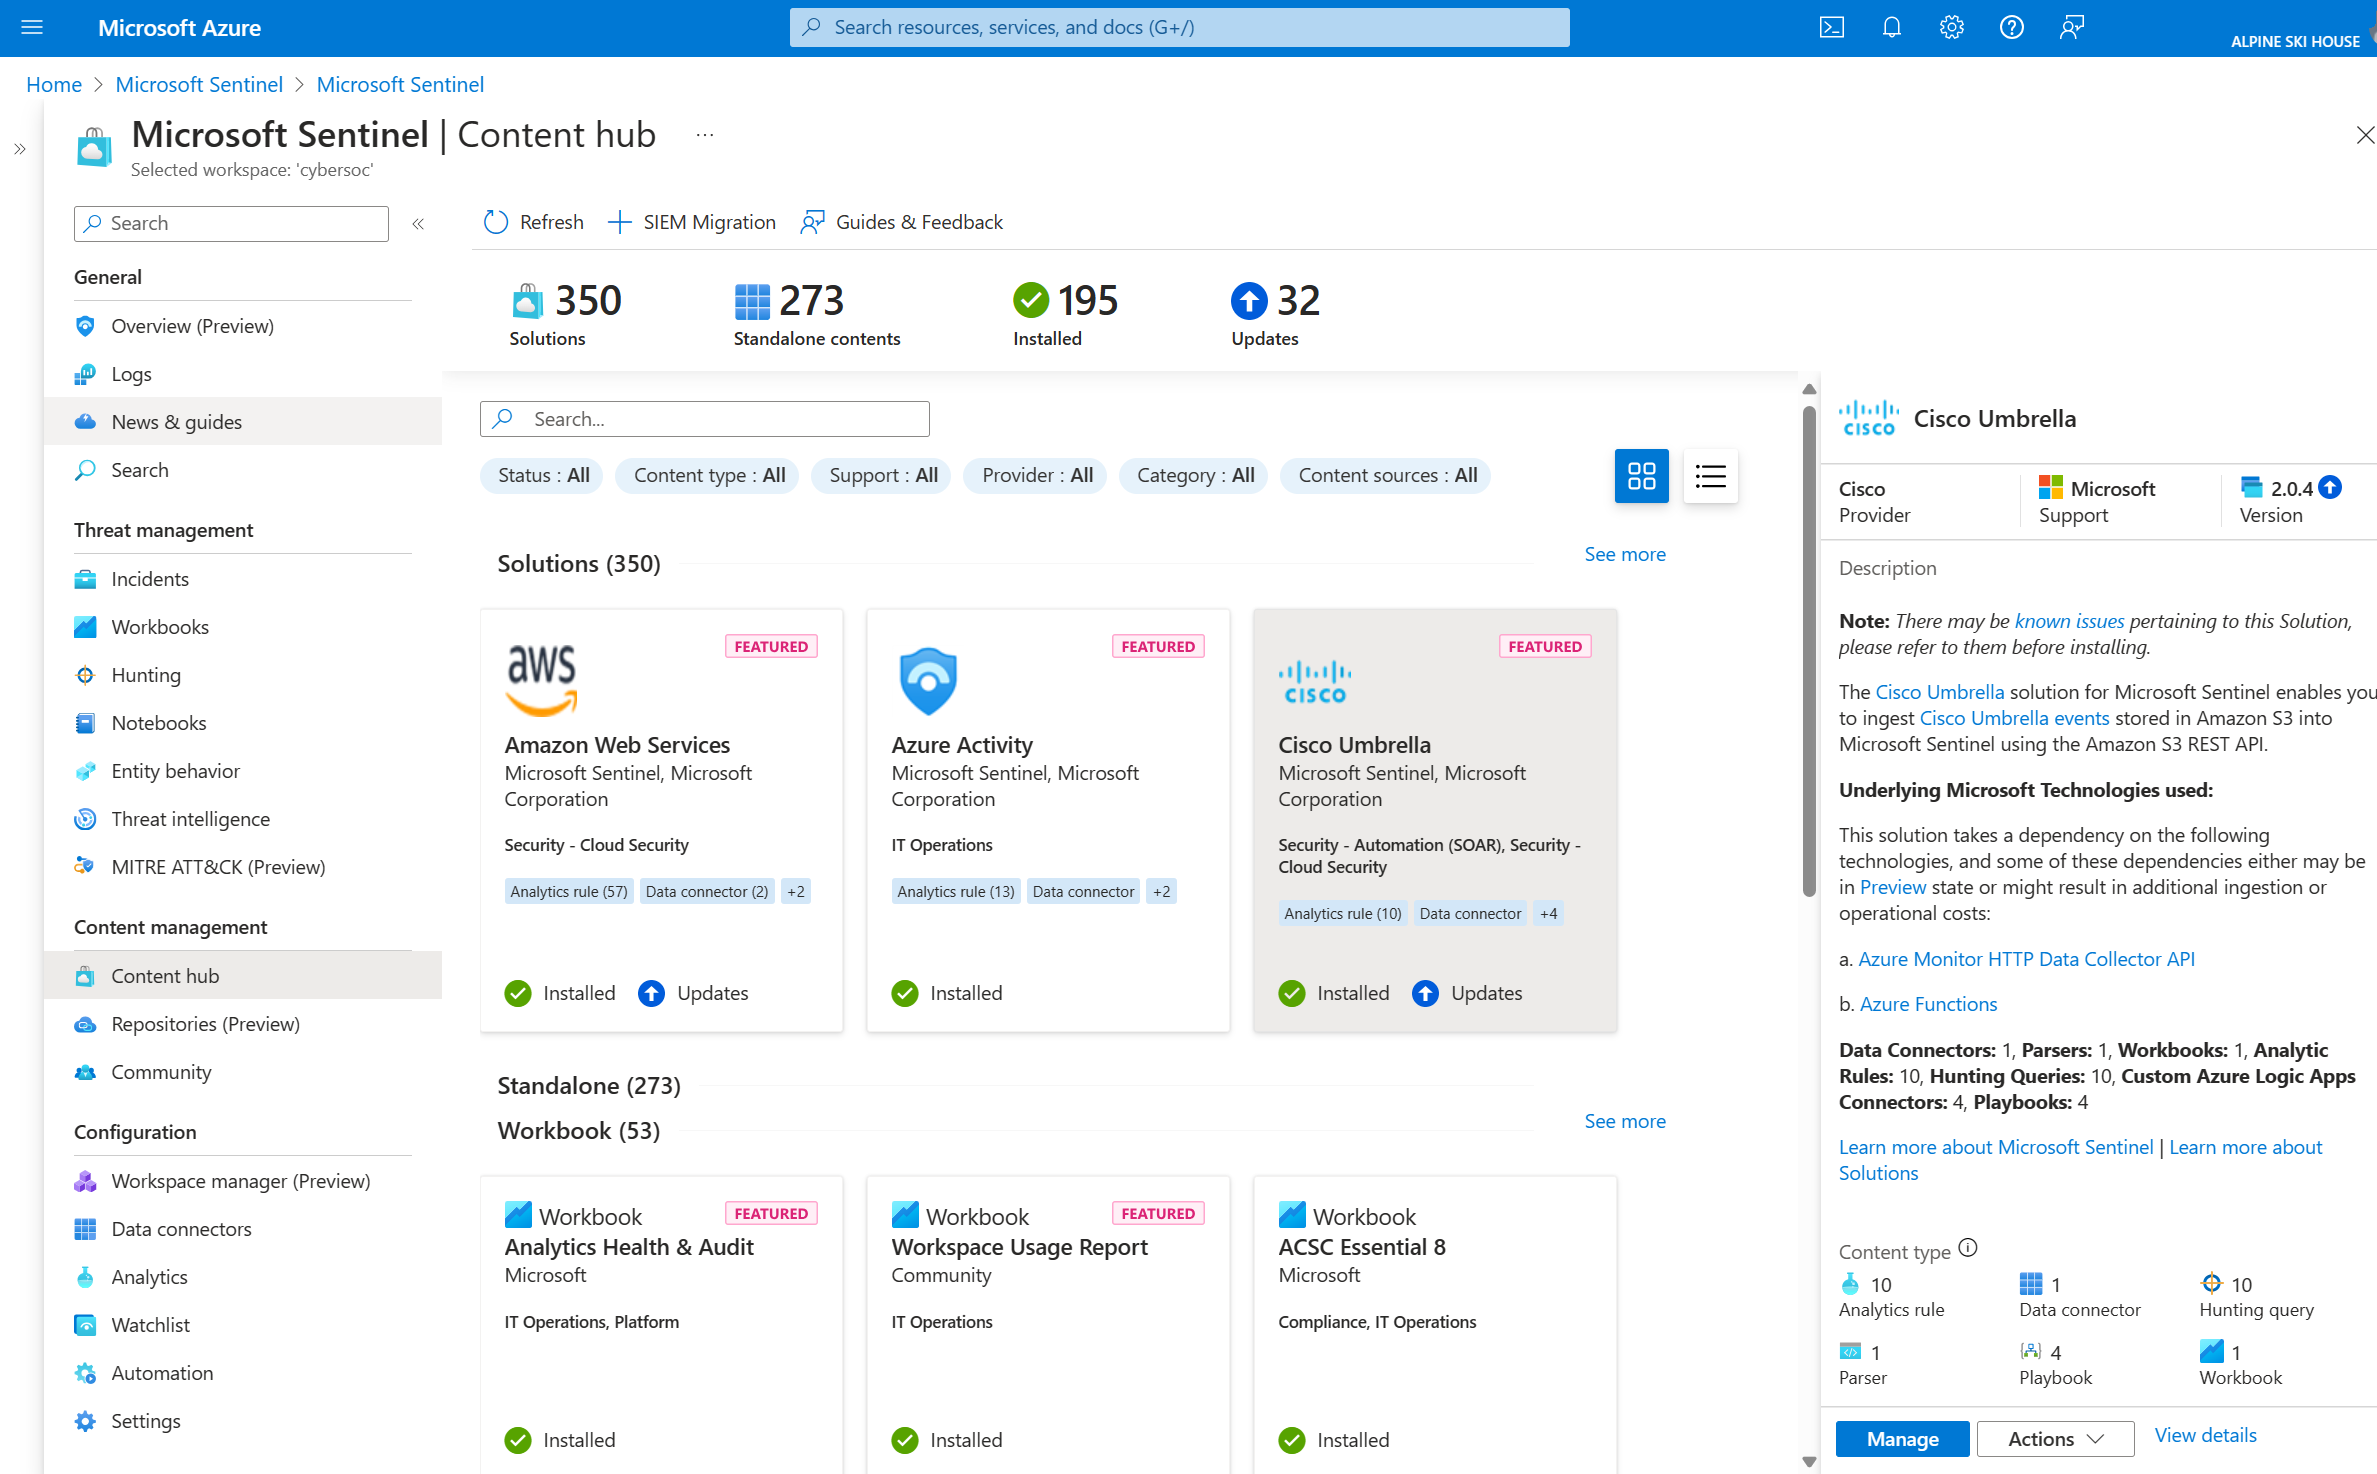 Microsoft Azure
Search resources, services, and docs (G+/)
ALPINE SKI HOUSE
Home > Microsoft Sentinel > Microsoft Sentinel
Microsoft Sentinel | Content hub ...
Selected workspace: 'cybersoc'
Search
General
Overview (Preview)
Logs
News & guides
Search
Threat management
Incidents
Workbooks
Hunting
Notebooks
Entity behavior
Threat intelligence
MITRE ATT&CK (Preview)
Content management
Content hub
Repositories (Preview)
Community
Configuration
Workspace manager (Preview)
Data connectors
Analytics
Watchlist
Automation
Settings
Refresh
SIEM Migration
Guides & Feedback
350
Solutions
273
Standalone contents
195
Installed
32
Updates
Search...
Status : All
Content type : All
Support : All
Provider : All
Category : All
Content sources : All
Solutions (350)
See more
aws
FEATURED
Amazon Web Services
Microsoft Sentinel, Microsoft
Corporation
Security - Cloud Security
Analytics rule (57) Data connector (2) +2
Installed Updates
FEATURED
Azure Activity
Microsoft Sentinel, Microsoft
Corporation
IT Operations
Analytics rule (13) Data connector +2
Installed
FEATURED
CISCO
Cisco Umbrella
Microsoft Sentinel, Microsoft
Corporation
Security - Automation (SOAR), Security -
Cloud Security
Analytics rule (10) Data connector +4
Installed Updates
Standalone (273)
Workbook (53)
See more
Workbook
FEATURED
Analytics Health & Audit
Microsoft
IT Operations, Platform
Installed
Workbook
FEATURED
Workspace Usage Report
Community
IT Operations
Installed
Workbook
ACSC Essential 8
Microsoft
Compliance, IT Operations
Installed
CISCO
Cisco Umbrella
Cisco
Provider
Microsoft
Support
2.0.4
Version
Description
Note: There may be known issues pertaining to this Solution,
please refer to them before installing.
The Cisco Umbrella solution for Microsoft Sentinel enables you
to ingest Cisco Umbrella events stored in Amazon S3 into
Microsoft Sentinel using the Amazon S3 REST API.
Underlying Microsoft Technologies used:
This solution takes a dependency on the following
technologies, and some of these dependencies either may be
in Preview state or might result in additional ingestion or
operational costs:
a. Azure Monitor HTTP Data Collector API
b. Azure Functions
Data Connectors: 1, Parsers: 1, Workbooks: 1, Analytic
Rules: 10, Hunting Queries: 10, Custom Azure Logic Apps
Connectors: 4, Playbooks: 4
Learn more about Microsoft Sentinel | Learn more about
Solutions
Content type
10
Analytics rule
1
Data connector
10
Hunting query
1
Parser
4
Playbook
1
Workbook
Manage
Actions
View details